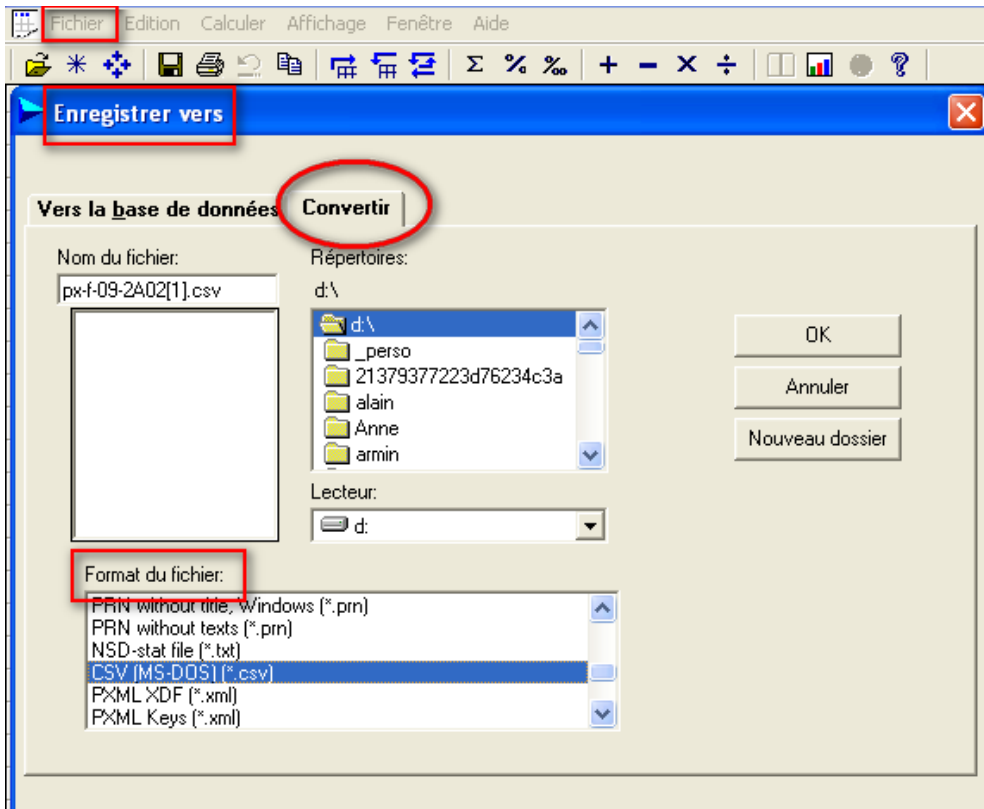 Fichier Edition Calculer Affichage Fenêtre Aide
Σ % ‰ + − × ÷ ?
Enregistrer vers
Vers la base de données Convertir
Nom du fichier:
px-f-09-2A02[1].csv
Répertoires:
d:\
d:\
_perso
21379377223d76234c3a
alain
Anne
armin
OK
Annuler
Nouveau dossier
Lecteur:
d:
Format du fichier:
PRN without title, Windows (*.prn)
PRN without texts (*.prn)
NSD-stat file (*.txt)
CSV (MS-DOS) (*.csv)
PXML XDF (*.xml)
PXML Keys (*.xml)